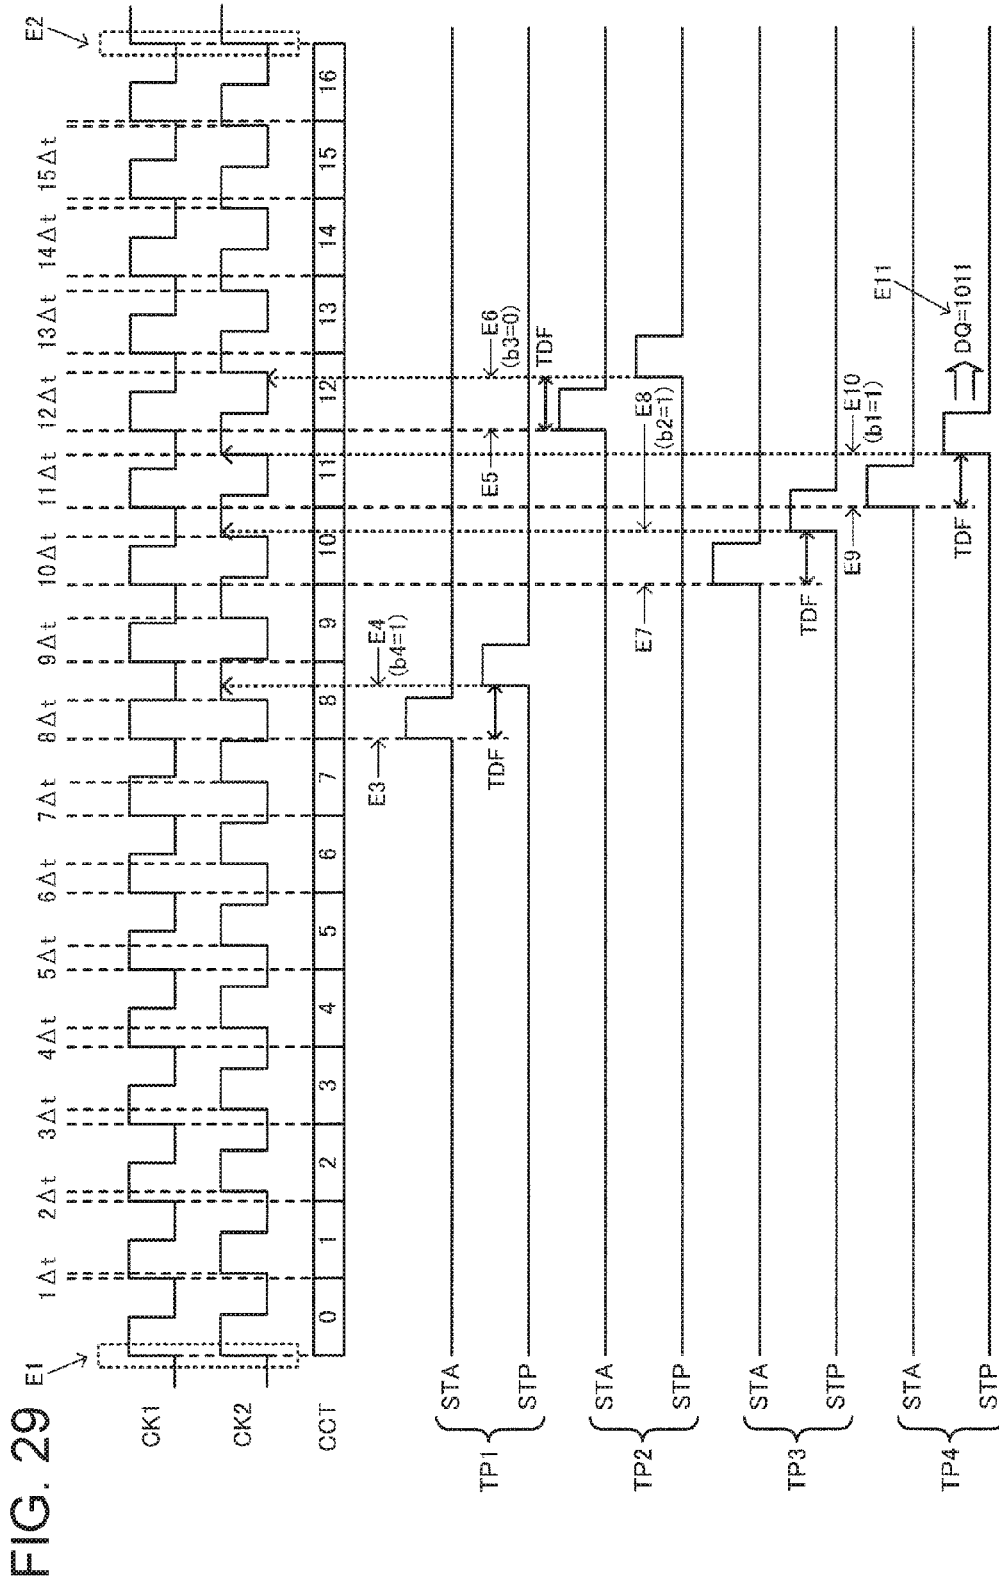 FIG. 29
E1
E2
1Δt 2Δt 3Δt 4Δt 5Δt 6Δt 7Δt 8Δt 9Δt 10Δt 11Δt 12Δt 13Δt 14Δt 15Δt
CK1
CK2
CCT 0 1 2 3 4 5 6 7 8 9 10 11 12 13 14 15 16
TP1
STA
E3
E4
(b4=1)
STP
TDF
TP2
STA
E5
E6
(b3=0)
TDF
STP
TP3
STA
E7
E8
(b2=1)
STP
TDF
TP4
STA
E9
E10
(b1=1)
STP
TDF
E11
DQ=1011